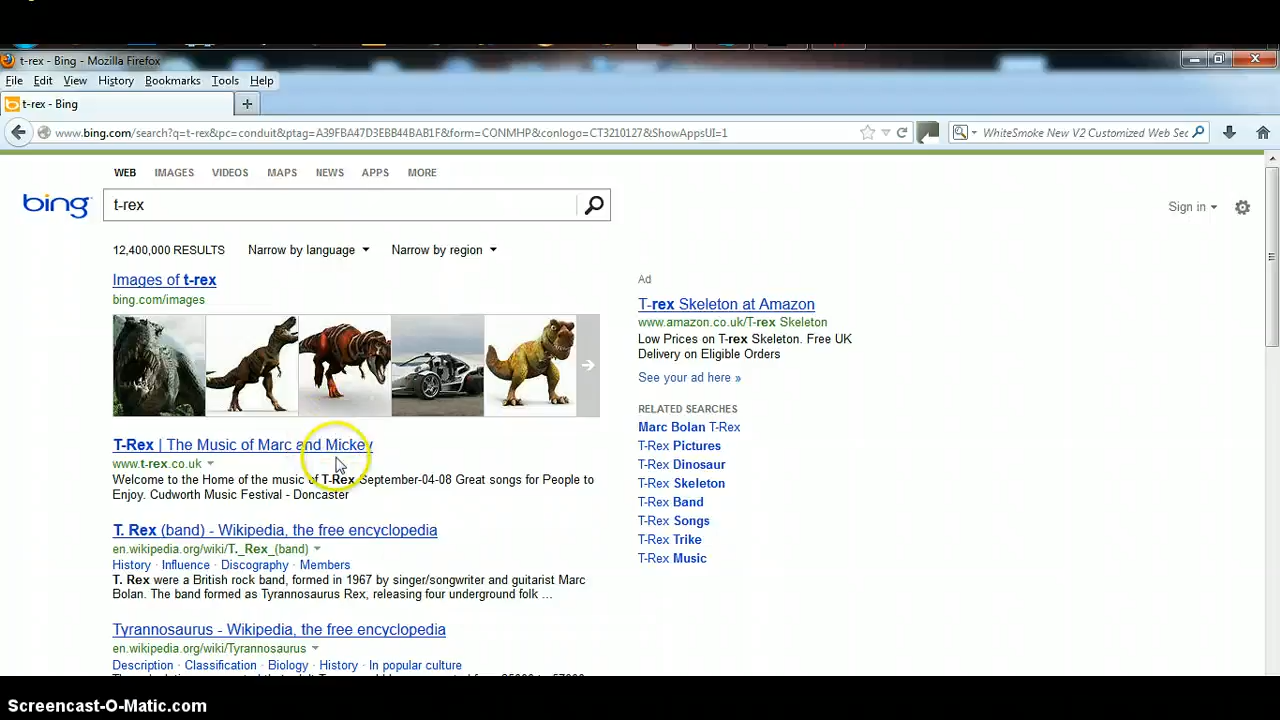 t-rex - Bing - Mozilla Firefox
File Edit View History Bookmarks Tools Help
t-rex - Bing
www.bing.com/search?q=t-rex&pc=conduit&ptag=A39FBA47D3EBB44BAB1F&form=CONMHP&conlogo=CT3210127&ShowAppsUI=1
WhiteSmoke New V2 Customized Web Sec
WEB IMAGES VIDEOS MAPS NEWS APPS MORE
bing
t-rex
Sign in
12,400,000 RESULTS Narrow by language Narrow by region
Images of t-rex
bing.com/images
T-Rex | The Music of Marc and Mickey
www.t-rex.co.uk
Welcome to the Home of the music of T-Rex September-04-08 Great songs for People to
Enjoy. Cudworth Music Festival - Doncaster
T. Rex (band) - Wikipedia, the free encyclopedia
en.wikipedia.org/wiki/T._Rex_(band)
History · Influence · Discography · Members
T. Rex were a British rock band, formed in 1967 by singer/songwriter and guitarist Marc
Bolan. The band formed as Tyrannosaurus Rex, releasing four underground folk ...
Tyrannosaurus - Wikipedia, the free encyclopedia
en.wikipedia.org/wiki/Tyrannosaurus
Description · Classification · Biology · History · In popular culture
Ad
T-rex Skeleton at Amazon
www.amazon.co.uk/T-rex Skeleton
Low Prices on T-rex Skeleton. Free UK
Delivery on Eligible Orders
See your ad here »
RELATED SEARCHES
Marc Bolan T-Rex
T-Rex Pictures
T-Rex Dinosaur
T-Rex Skeleton
T-Rex Band
T-Rex Songs
T-Rex Trike
T-Rex Music
Screencast-O-Matic.com